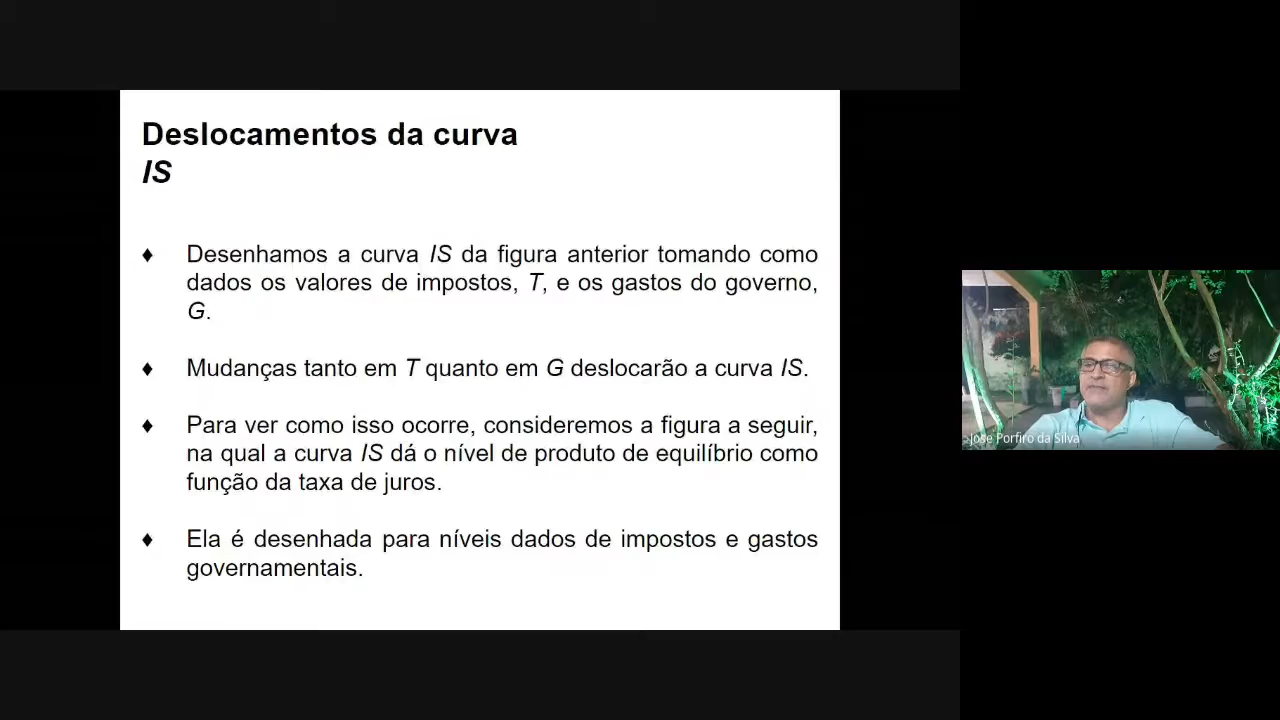 Deslocamentos da curva
IS
♦ Desenhamos a curva IS da figura anterior tomando como
dados os valores de impostos, T, e os gastos do governo,
G.
♦ Mudanças tanto em T quanto em G deslocarão a curva IS.
♦ Para ver como isso ocorre, consideremos a figura a seguir,
na qual a curva IS dá o nível de produto de equilíbrio como
função da taxa de juros.
♦ Ela é desenhada para níveis dados de impostos e gastos
governamentais.
Jose Porfiro da Silva